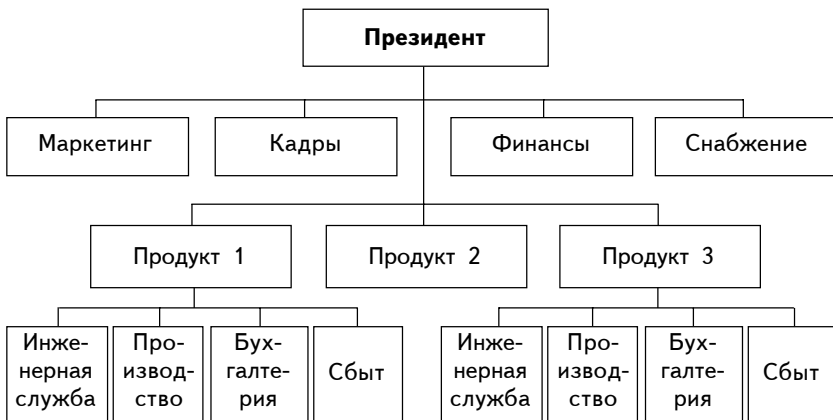 Президент
Маркетинг
Кадры
Финансы
Снабжение
Продукт 1
Продукт 2
Продукт 3
Инже-
нерная
служба
Про-
извод-
ство
Бух-
галте-
рия
Сбыт
Инже-
нерная
служба
Про-
извод-
ство
Бух-
галте-
рия
Сбыт